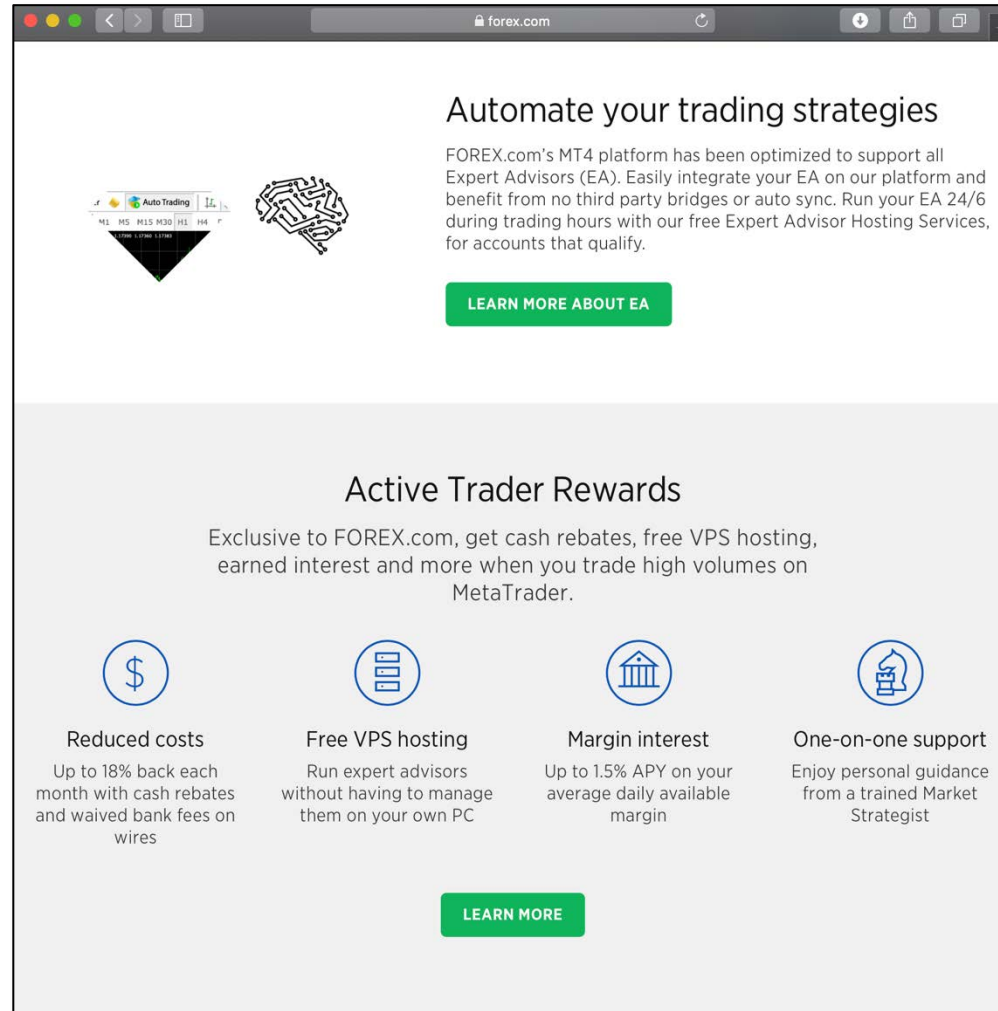 forex.com
Automate your trading strategies
FOREX.com's MT4 platform has been optimized to support all
Expert Advisors (EA). Easily integrate your EA on our platform and
benefit from no third party bridges or auto sync. Run your EA 24/6
during trading hours with our free Expert Advisor Hosting Services,
for accounts that qualify.
Auto Trading
M1 M5 M15 M30 H1 H4
LEARN MORE ABOUT EA
Active Trader Rewards
Exclusive to FOREX.com, get cash rebates, free VPS hosting,
earned interest and more when you trade high volumes on
MetaTrader.
$
Reduced costs
Up to 18% back each
month with cash rebates
and waived bank fees on
wires
Free VPS hosting
Run expert advisors
without having to manage
them on your own PC
Margin interest
Up to 1.5% APY on your
average daily available
margin
One-on-one support
Enjoy personal guidance
from a trained Market
Strategist
LEARN MORE